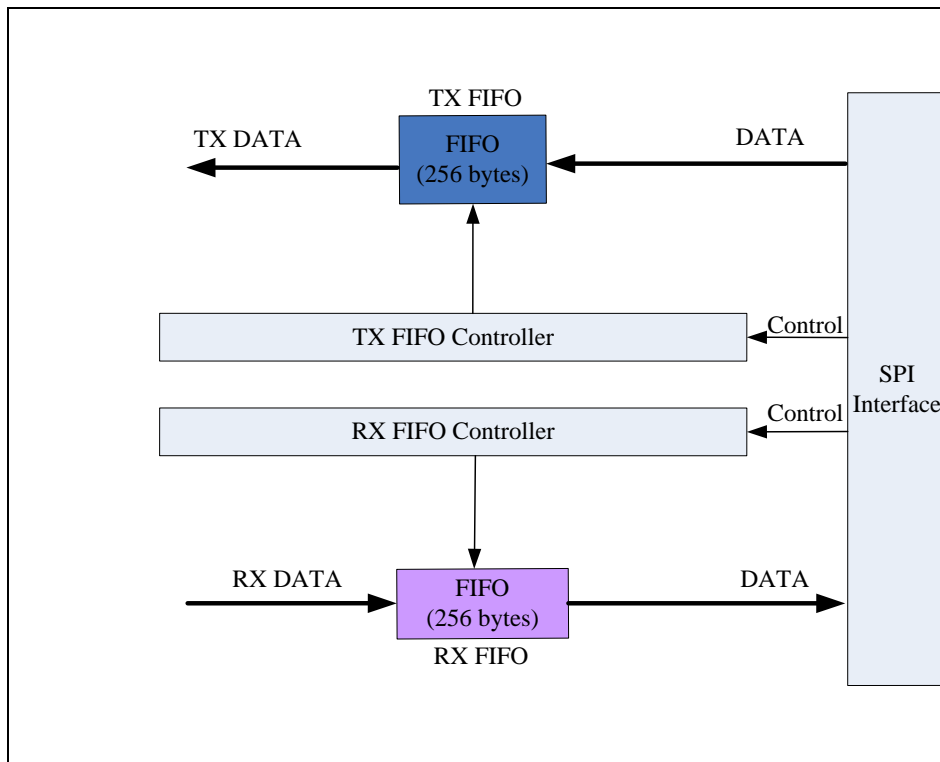 TX FIFO
TX DATA
FIFO
(256 bytes)
DATA
TX FIFO Controller
Control
SPI
Interface
RX FIFO Controller
Control
RX DATA
FIFO
(256 bytes)
DATA
RX FIFO